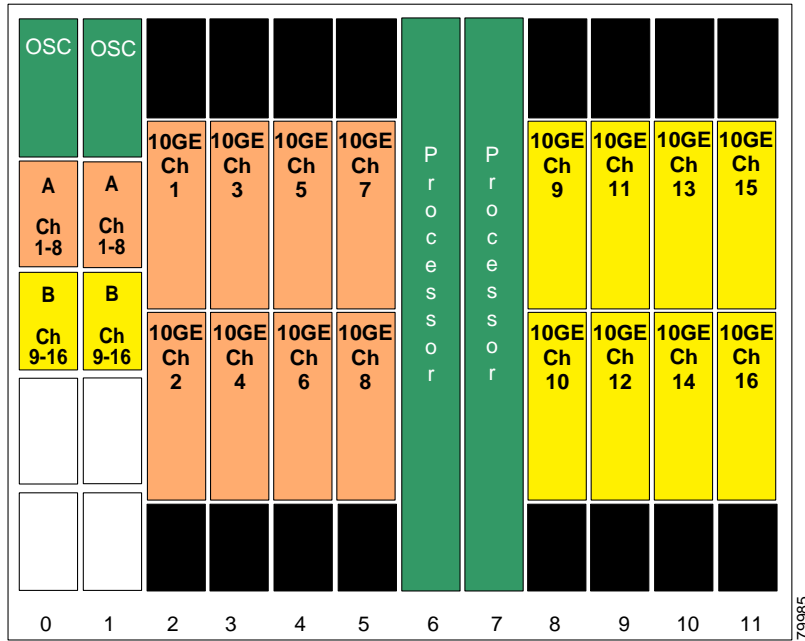 OSC OSC
A
Ch
1-8
A
Ch
1-8
B
Ch
9-16
B
Ch
9-16
10GE
Ch
1
10GE
Ch
3
10GE
Ch
5
10GE
Ch
7
10GE
Ch
2
10GE
Ch
4
10GE
Ch
6
10GE
Ch
8
Processor
Processor
10GE
Ch
9
10GE
Ch
11
10GE
Ch
13
10GE
Ch
15
10GE
Ch
10
10GE
Ch
12
10GE
Ch
14
10GE
Ch
16
0 1 2 3 4 5 6 7 8 9 10 11
79985